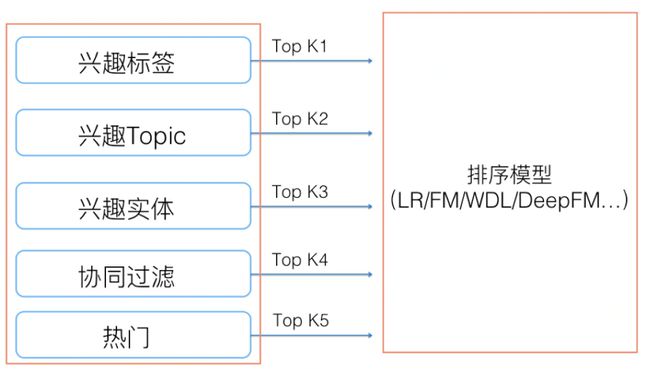 兴趣标签
Top K1
兴趣Topic
Top K2
兴趣实体
Top K3
协同过滤
Top K4
热门
Top K5
排序模型
(LR/FM/WDL/DeepFM...)